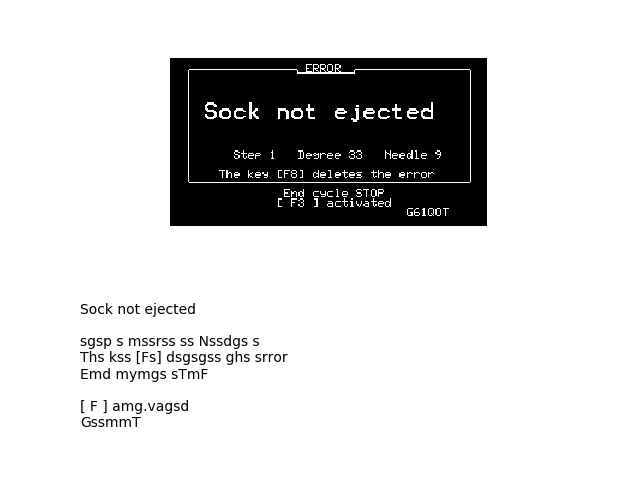 ERROR
Sock not ejected
Step 1 Degree 33 Needle 9
The key [F8] deletes the error
End cycle STOP
[ F3 ] activated
G61Q0T
Sock not ejected
sgsp s mssrss ss Nssdgs s
Ths kss [Fs] dsgsgss ghs srror
Emd mymgs sTmF
[ F ] amg.vagsd
GssmmT